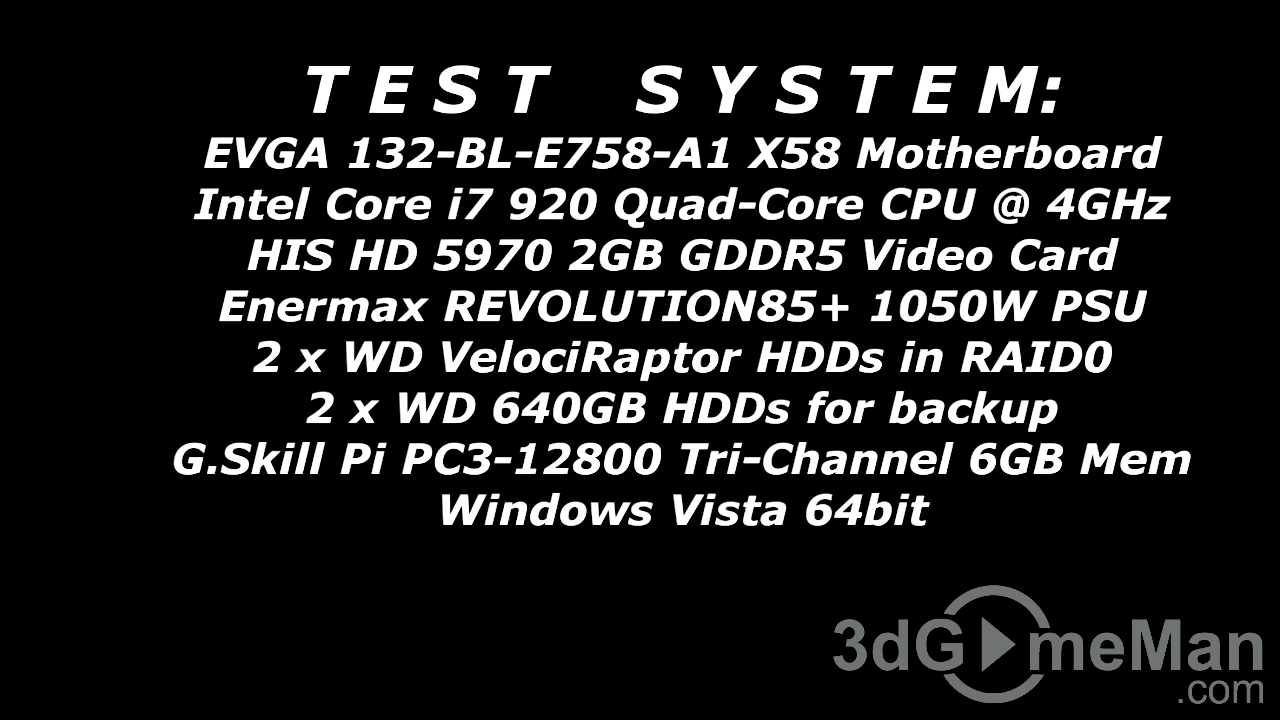 T E S T S Y S T E M:
EVGA 132-BL-E758-A1 X58 Motherboard
Intel Core i7 920 Quad-Core CPU @ 4GHz
HIS HD 5970 2GB GDDR5 Video Card
Enermax REVOLUTION85+ 1050W PSU
2 x WD VelociRaptor HDDs in RAID0
2 x WD 640GB HDDs for backup
G.Skill Pi PC3-12800 Tri-Channel 6GB Mem
Windows Vista 64bit
3dGameMan
.com